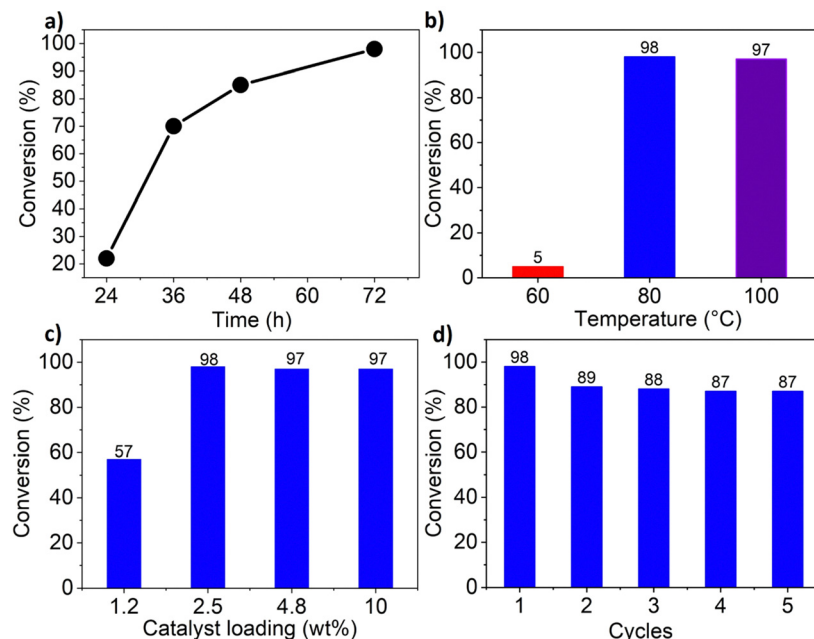 a)
Conversion (%)
100
90
80
70
60
50
40
30
20
24 36 48 60 72
Time (h)
b)
Conversion (%)
100
80
60
40
20
0
5 98 97
60 80 100
Temperature (°C)
c)
Conversion (%)
100
80
60
40
20
0
57 98 97 97
1.2 2.5 4.8 10
Catalyst loading (wt%)
d)
Conversion (%)
100
80
60
40
20
0
98 89 88 87 87
1 2 3 4 5
Cycles